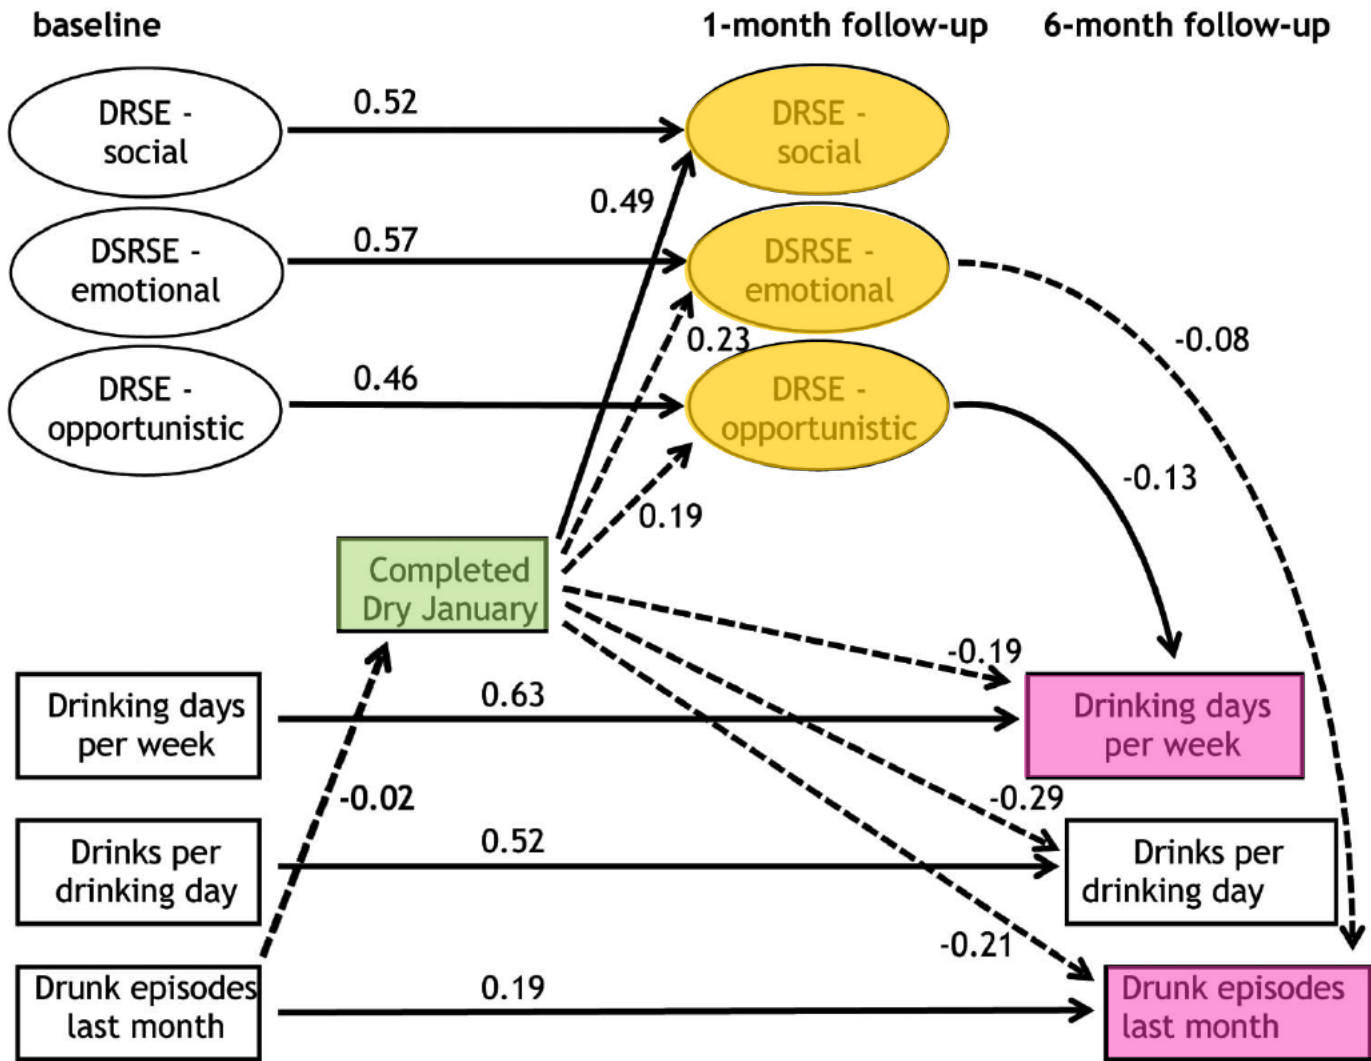 baseline
1-month follow-up
6-month follow-up
DRSE -
social
0.52
DRSE -
social
0.49
DSRSE -
emotional
0.57
DSRSE -
emotional
0.23
-0.08
DRSE -
opportunistic
0.46
DRSE -
opportunistic
-0.13
0.19
Completed
Dry January
-0.19
Drinking days
per week
0.63
Drinking days
per week
-0.02
-0.29
Drinks per
drinking day
0.52
Drinks per
drinking day
-0.21
Drunk episodes
last month
0.19
Drunk episodes
last month